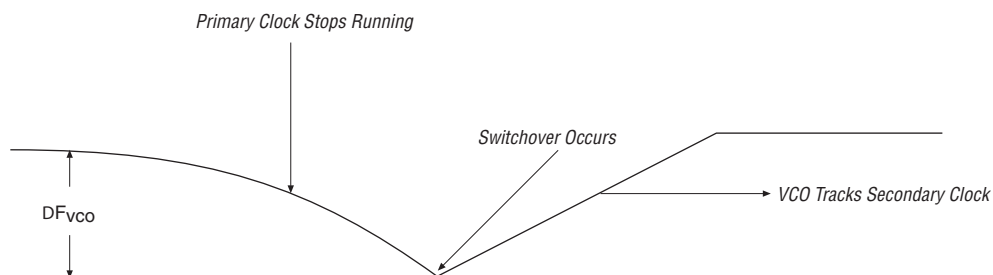 Primary Clock Stops Running
Switchover Occurs
VCO Tracks Secondary Clock
DFvco